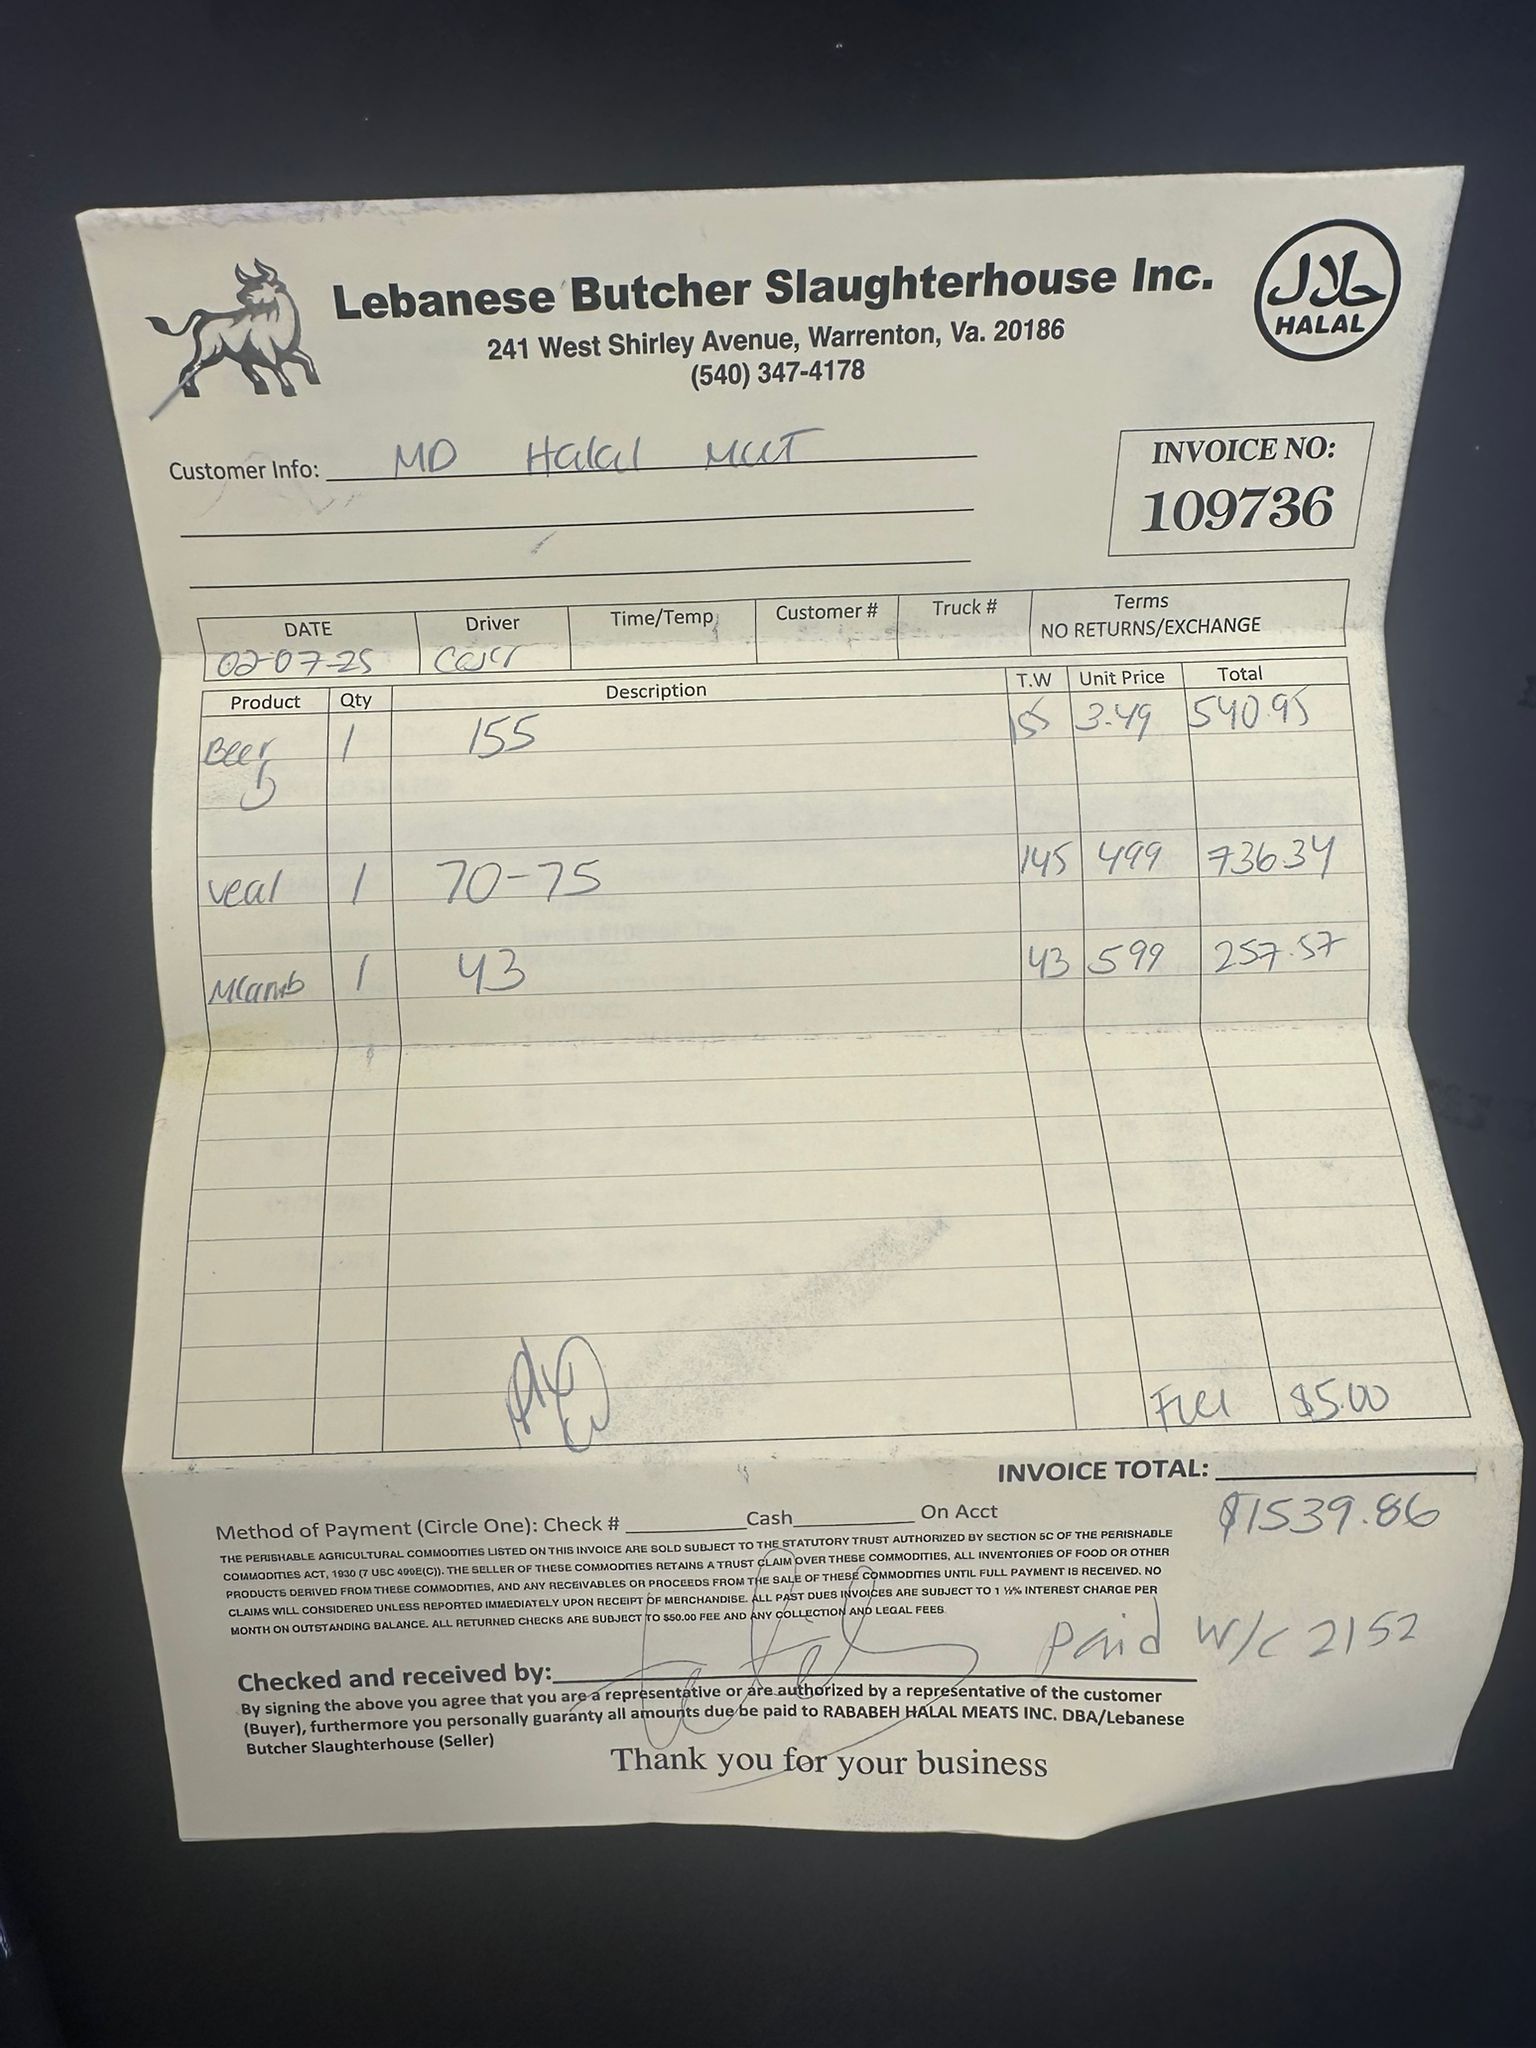 Lebanese Butcher Slaughterhouse Inc.
241 West Shirley Avenue, Warrenton, Va. 20186
(540) 347-4178
حلال
HALAL
Customer Info: MD Halal
INVOICE NO:
109736
DATE Driver Time/Temp Customer # Truck # Terms
NO RETURNS/EXCHANGE
02-07-25
Product Qty Description T.W Unit Price Total
Beef 1 155 155 3.49 540.95
veal 1 70-75 145 499 736.34
Mlamb 1 43 43 599 257.57
Fuel $5.00
INVOICE TOTAL:
$1539.86
Method of Payment (Circle One): Check # Cash On Acct
THE PERISHABLE AGRICULTURAL COMMODITIES LISTED ON THIS INVOICE ARE SOLD SUBJECT TO THE STATUTORY TRUST AUTHORIZED BY SECTION 5C OF THE PERISHABLE
COMMODITIES ACT, 1930 (7 USC 499E(C)). THE SELLER OF THESE COMMODITIES RETAINS A TRUST CLAIM OVER THESE COMMODITIES, ALL INVENTORIES OF FOOD OR OTHER
PRODUCTS DERIVED FROM THESE COMMODITIES, AND ANY RECEIVABLES OR PROCEEDS FROM THE SALE OF THESE COMMODITIES UNTIL FULL PAYMENT IS RECEIVED. NO
CLAIMS WILL CONSIDERED UNLESS REPORTED IMMEDIATELY UPON RECEIPT OF MERCHANDISE. ALL PAST DUES INVOICES ARE SUBJECT TO 1 ½% INTEREST CHARGE PER
MONTH ON OUTSTANDING BALANCE. ALL RETURNED CHECKS ARE SUBJECT TO $50.00 FEE AND ANY COLLECTION AND LEGAL FEES
Paid W/C 2152
Checked and received by:
By signing the above you agree that you are a representative or are authorized by a representative of the customer
(Buyer), furthermore you personally guaranty all amounts due be paid to RABABEH HALAL MEATS INC. DBA/Lebanese
Butcher Slaughterhouse (Seller)
Thank you for your business